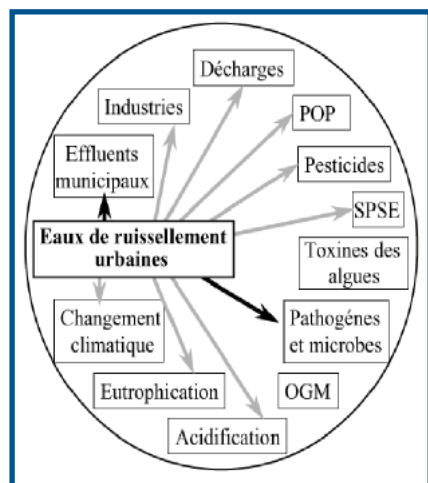 Décharges
Industries
POP
Effluents
municipaux
Pesticides
SPSE
Eaux de ruissellement
urbaines
Toxines des
algues
Changement
climatique
Pathogénes
et microbes
Eutrophication
OGM
Acidification